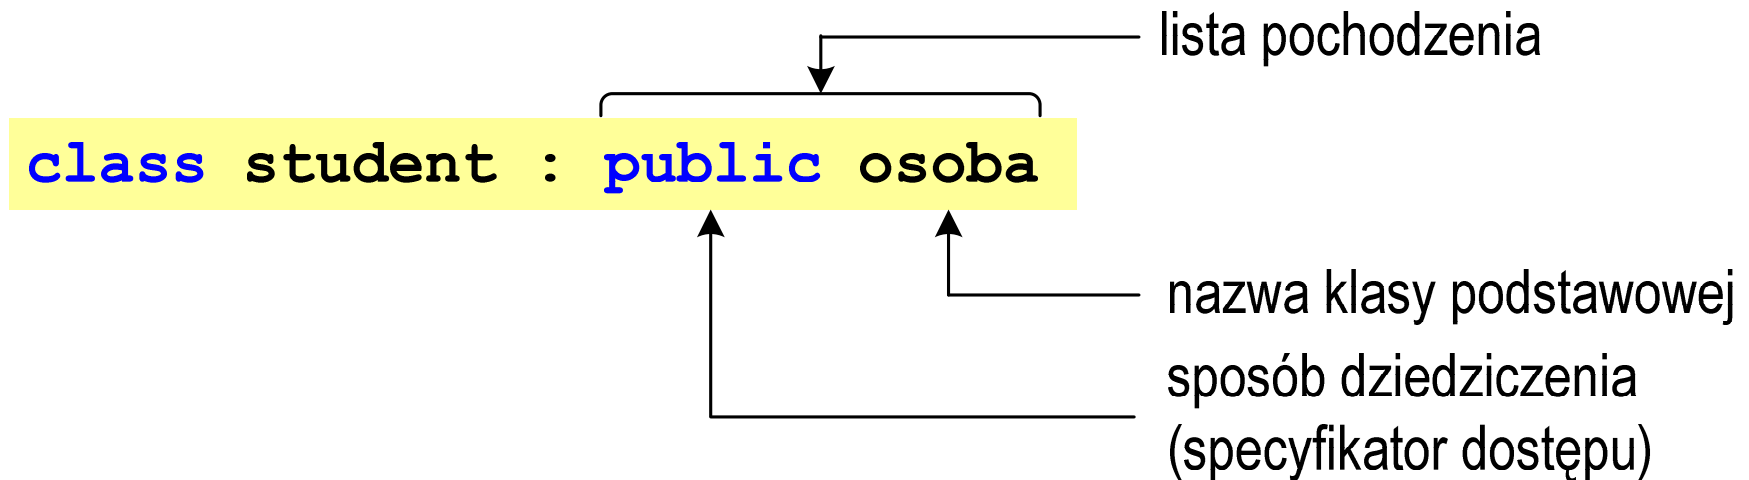 lista pochodzenia
class student : public osoba
nazwa klasy podstawowej
sposób dziedziczenia
(specyfikator dostępu)